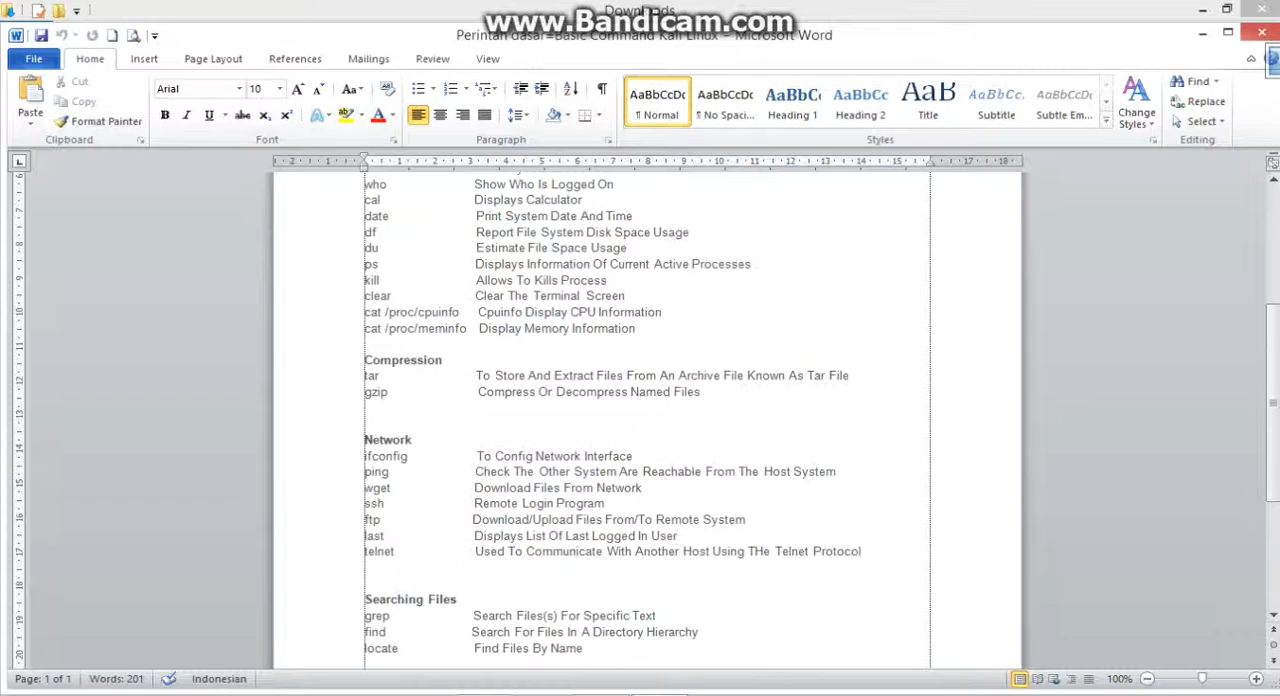 Downloads
www.Bandicam.com
Perintah dasar=Basic Command Kali Linux - Microsoft Word
File Home Insert Page Layout References Mailings Review View
Cut
Copy
Paste
Format Painter
Clipboard
Arial 10
Font
Paragraph
AaBbCcDc AaBbCcDc AaBbC AaBbCc AaB AaBbCc. AaBbCcDc
¶ Normal ¶ No Spaci... Heading 1 Heading 2 Title Subtitle Subtle Em...
Change Styles
Styles
Find
Replace
Select
Editing
who Show Who Is Logged On
cal Displays Calculator
date Print System Date And Time
df Report File System Disk Space Usage
du Estimate File Space Usage
ps Displays Information Of Current Active Processes
kill Allows To Kills Process
clear Clear The Terminal Screen
cat /proc/cpuinfo Cpuinfo Display CPU Information
cat /proc/meminfo Display Memory Information
Compression
tar To Store And Extract Files From An Archive File Known As Tar File
gzip Compress Or Decompress Named Files
Network
ifconfig To Config Network Interface
ping Check The Other System Are Reachable From The Host System
wget Download Files From Network
ssh Remote Login Program
ftp Download/Upload Files From/To Remote System
last Displays List Of Last Logged In User
telnet Used To Communicate With Another Host Using THe Telnet Protocol
Searching Files
grep Search Files(s) For Specific Text
find Search For Files In A Directory Hierarchy
locate Find Files By Name
Page: 1 of 1 Words: 201 Indonesian 100%